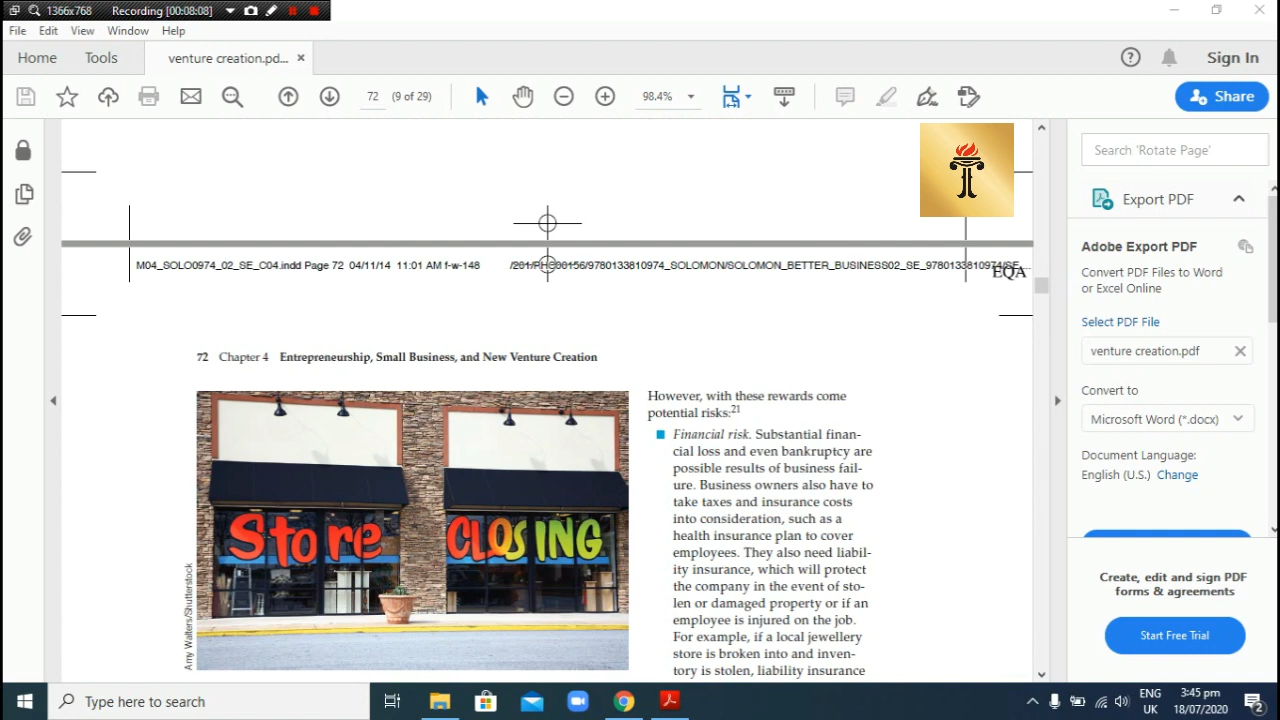 1366x768 Recording [00:08:08]
File Edit View Window Help
Home Tools venture creation.pd... ×
Sign In
72 (9 of 29) 98.4% Share
Search 'Rotate Page'
Export PDF
Adobe Export PDF
Convert PDF Files to Word
or Excel Online
Select PDF File
venture creation.pdf
Convert to
Microsoft Word (*.docx)
Document Language:
English (U.S.) Change
Create, edit and sign PDF
forms & agreements
Start Free Trial
M04_SOLO0974_02_SE_C04.indd Page 72 04/11/14 11:01 AM f-w-148 /201/PHC00156/9780133810974_SOLOMON/SOLOMON_BETTER_BUSINESS02_SE_9780133810974/SE
EQA
72 Chapter 4 Entrepreneurship, Small Business, and New Venture Creation
Store CLOSING
Amy Walters/Shutterstock
However, with these rewards come
potential risks:21
■ Financial risk. Substantial finan-
cial loss and even bankruptcy are
possible results of business fail-
ure. Business owners also have to
take taxes and insurance costs
into consideration, such as a
health insurance plan to cover
employees. They also need liabil-
ity insurance, which will protect
the company in the event of sto-
len or damaged property or if an
employee is injured on the job.
For example, if a local jewellery
store is broken into and inven-
tory is stolen, liability insurance
Type here to search
ENG
UK
3:45 pm
18/07/2020
2